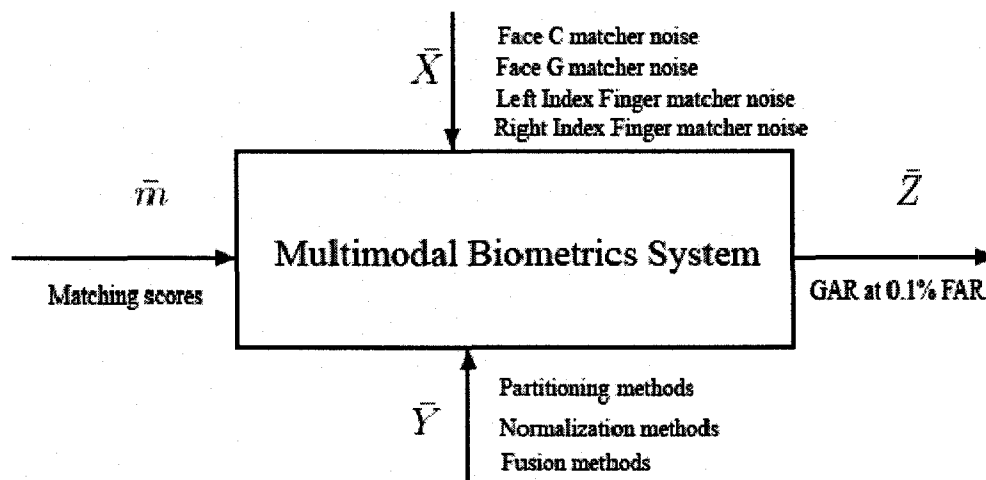 X̄
Face C matcher noise
Face G matcher noise
Left Index Finger matcher noise
Right Index Finger matcher noise
m̄
Z̄
Multimodal Biometrics System
Matching scores
GAR at 0.1% FAR
Ȳ
Partitioning methods
Normalization methods
Fusion methods